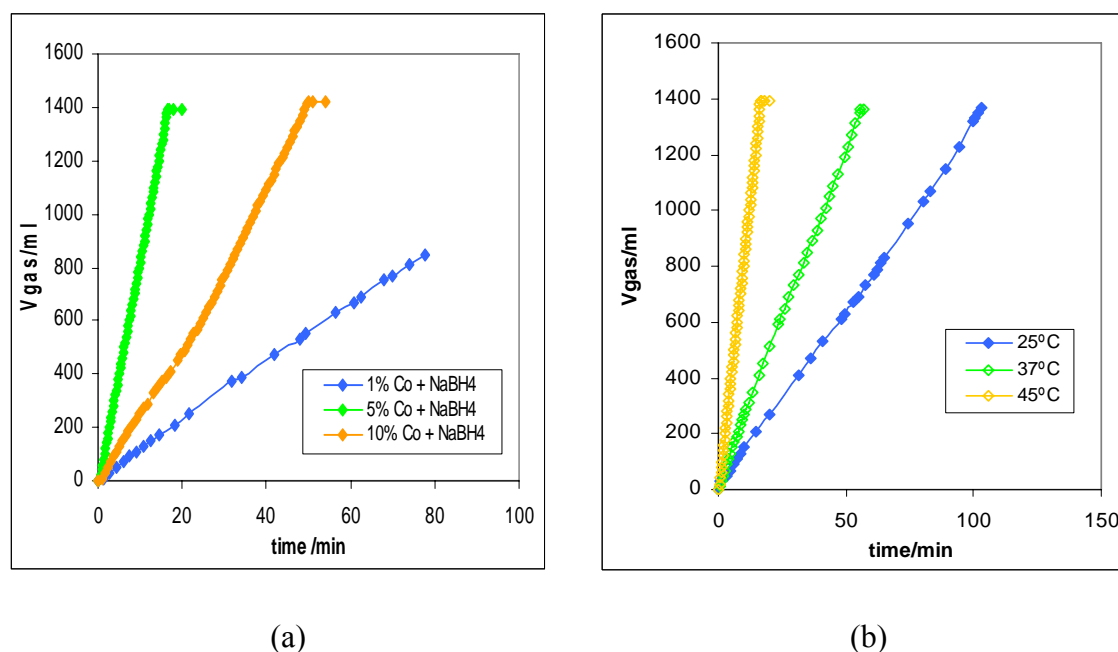 1600
1400
1200
1000
800
600
400
200
0
Vgas/ml
0 20 40 60 80 100
time /min
1% Co + NaBH4
5% Co + NaBH4
10% Co + NaBH4
(a)
1600
1400
1200
1000
800
600
400
200
0
Vgas/ml
0 50 100 150
time/min
25ºC
37ºC
45ºC
(b)